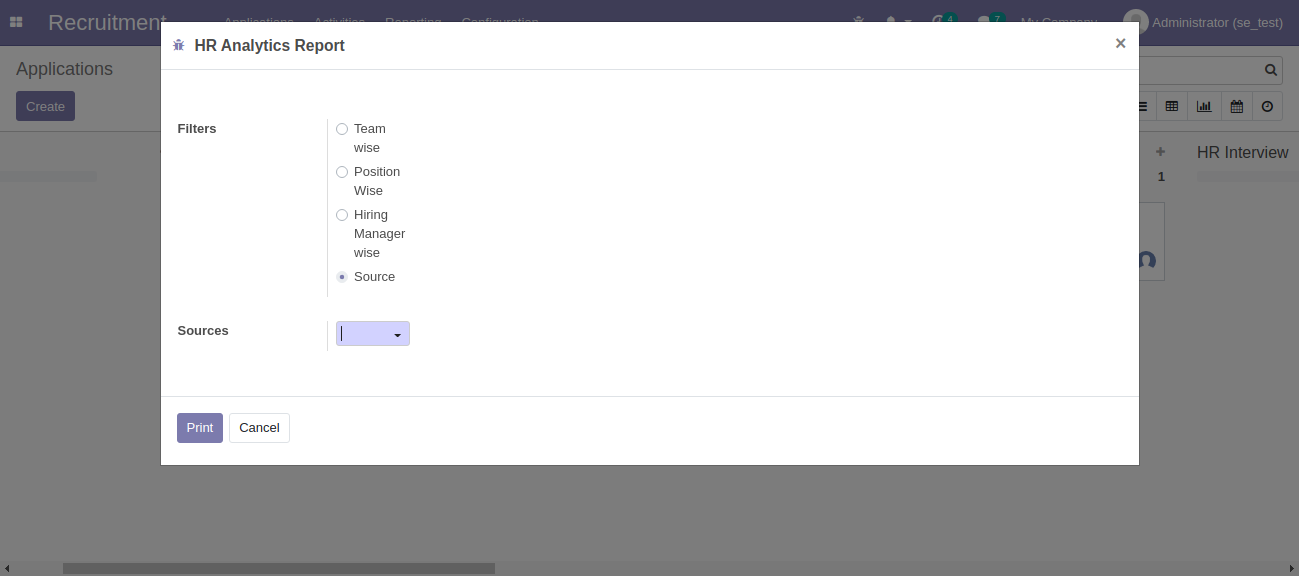 Recruitment
Applications Activities Reporting Configuration
4
7
My Company
Administrator (se_test)
HR Analytics Report
×
Applications
Create
Filters
Team
wise
Position
Wise
Hiring
Manager
wise
Source
Sources
Print
Cancel
1
HR Interview